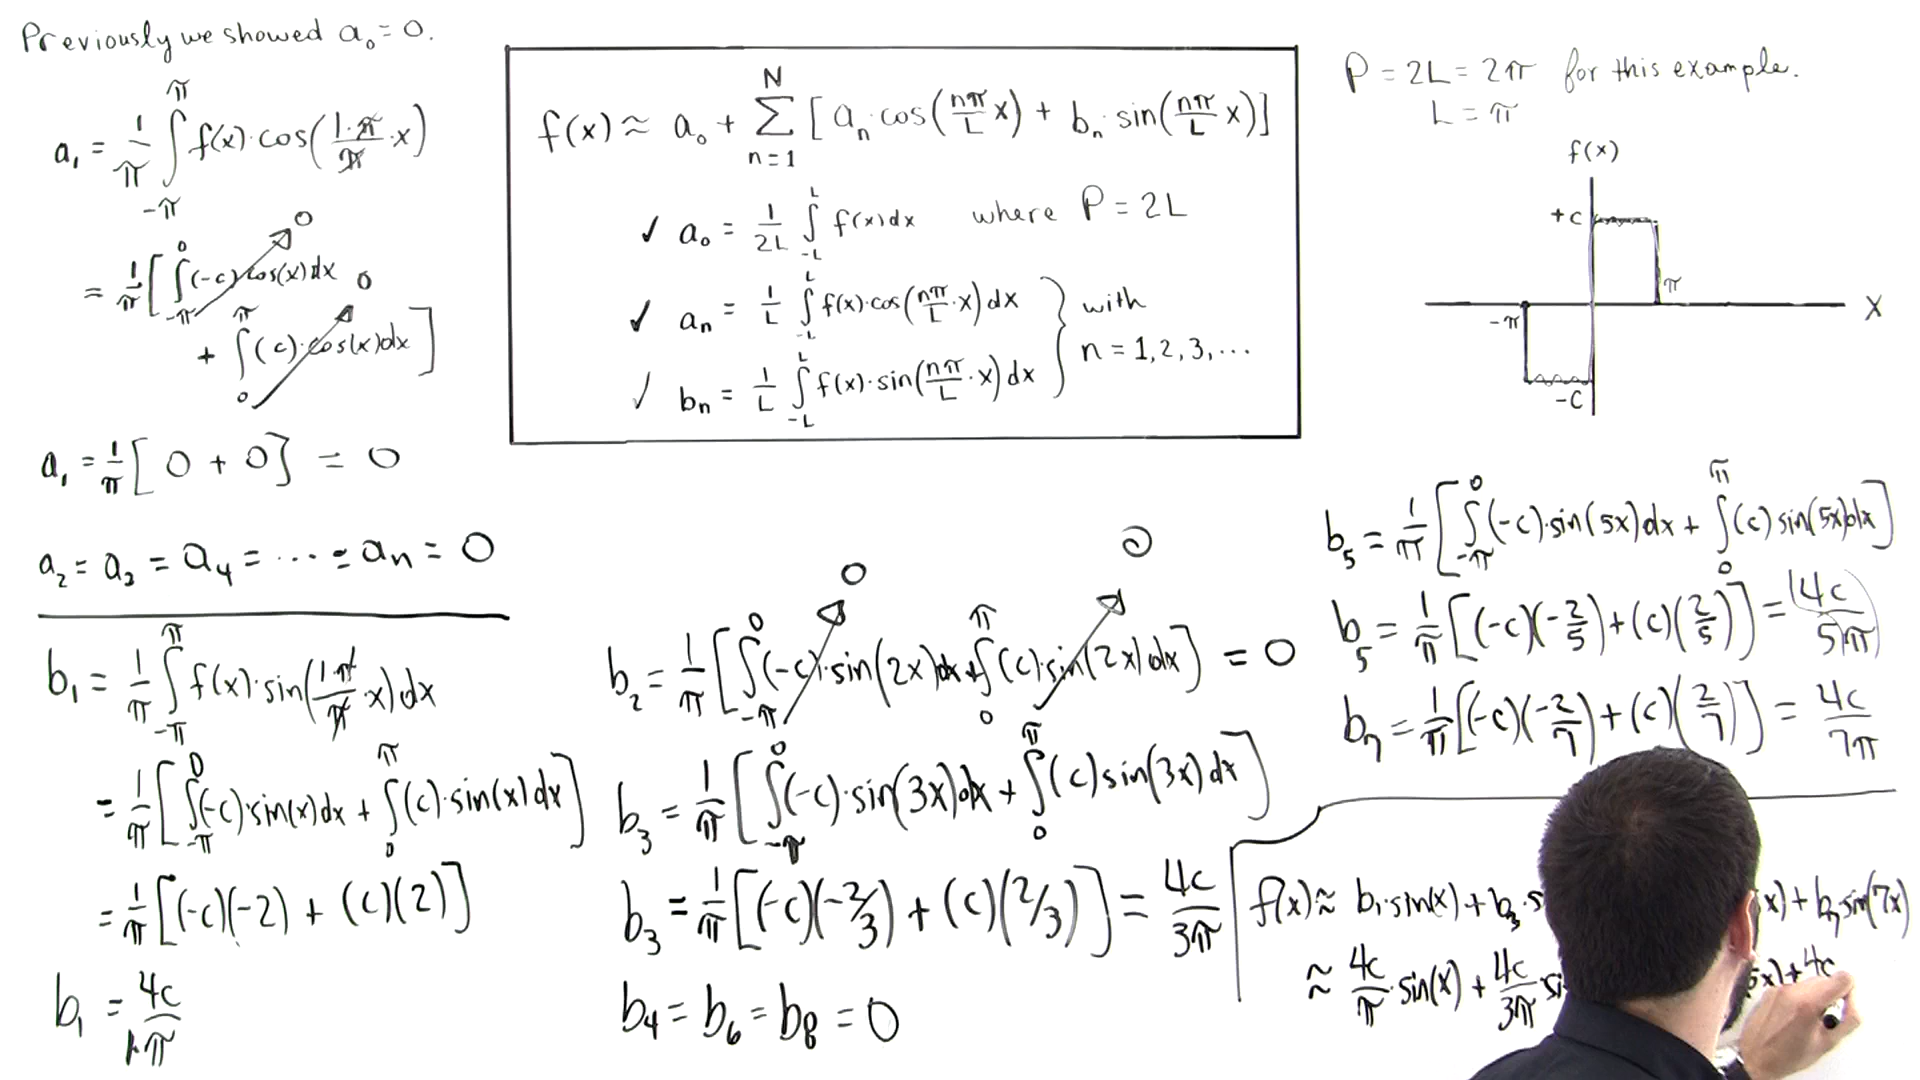 Previously we showed a₀ = 0.
a₁ = 1/π ∫_{-π}^{π} f(x)·cos(1·π/π ·x)
= 1/π [ ∫_{-π}^{0} (-c) cos(x) dx → 0
+ ∫_{0}^{π} (c)·cos(x)dx ] → 0
a₁ = 1/π [ 0 + 0 ] = 0
a₂ = a₃ = a₄ = ... = aₙ = 0
b₁ = 1/π ∫_{-π}^{π} f(x)·sin(1·π/π ·x) dx
= 1/π [ ∫_{-π}^{0} (-c)·sin(x)dx + ∫_{0}^{π} (c)·sin(x)dx ]
= 1/π [ (-c)(-2) + (c)(2) ]
b₁ = 4c/1π
f(x) ≈ a₀ + Σ_{n=1}^{N} [ aₙ·cos(nπ/L x) + bₙ·sin(nπ/L x) ]
✓ a₀ = 1/2L ∫_{-L}^{L} f(x)dx where P = 2L
✓ aₙ = 1/L ∫_{-L}^{L} f(x)·cos(nπ/L ·x) dx
✓ bₙ = 1/L ∫_{-L}^{L} f(x)·sin(nπ/L ·x) dx
} with
n = 1,2,3,...
b₂ = 1/π [ ∫_{-π}^{0} (-c)·sin(2x)dx + ∫_{0}^{π} (c)·sin(2x)dx ] = 0
0
0
b₃ = 1/π [ ∫_{-π}^{0} (-c)·sin(3x)dx + ∫_{0}^{π} (c)sin(3x)dx ]
b₃ = 1/π [ (-c)(-2/3) + (c)(2/3) ] = 4c/3π
b₄ = b₆ = b₈ = 0
P = 2L = 2π for this example.
L = π
f(x)
+c
π
X
-π
-c
b₅ = 1/π [ ∫_{-π}^{0} (-c)·sin(5x)dx + ∫_{0}^{π} (c) sin(5x)dx ]
b₅ = 1/π [ (-c)(-2/5) + (c)(2/5) ] = 4c/5π
b₇ = 1/π [ (-c)(-2/7) + (c)(2/7) ] = 4c/7π
f(x) ≈ b₁·sin(x) + b₃·s x) + b₇sin(7x)
≈ 4c/π ·sin(x) + 4c/3π si 5x) + 4c